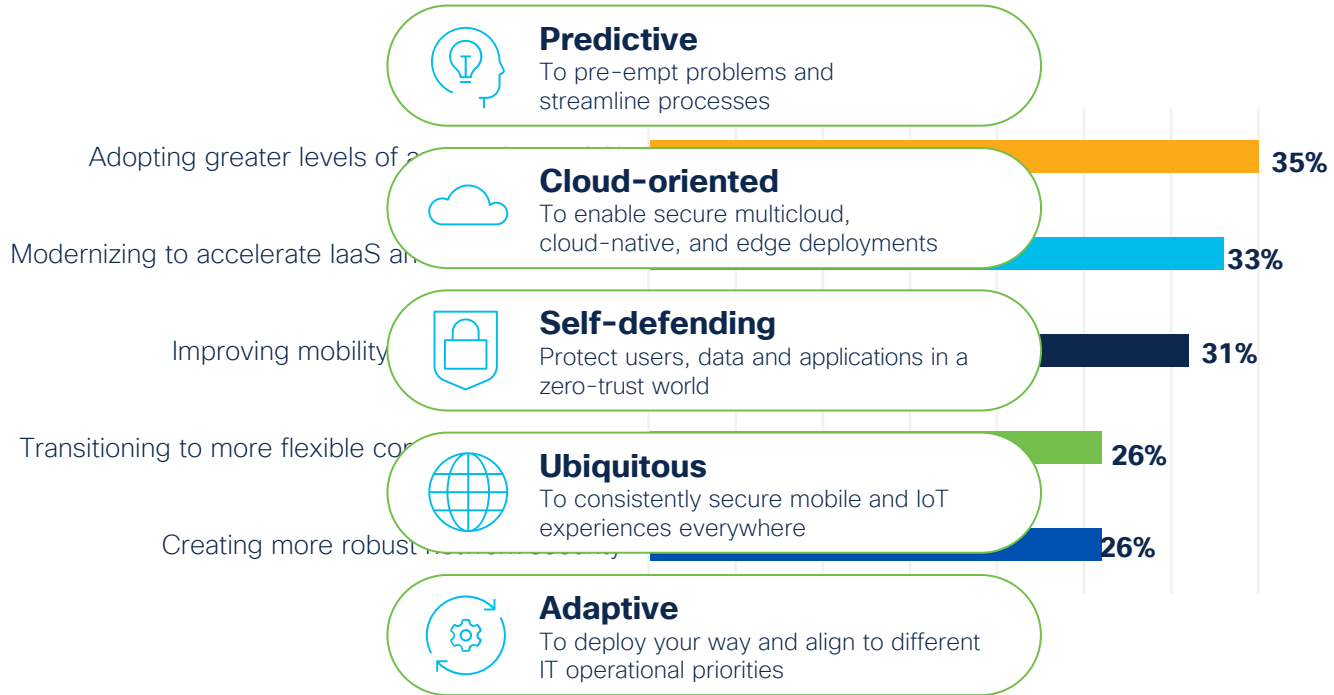 Predictive
To pre-empt problems and
streamline processes
Adopting greater levels of
35%
Cloud-oriented
To enable secure multicloud,
cloud-native, and edge deployments
Modernizing to accelerate IaaS
33%
Self-defending
Protect users, data and applications in a
zero-trust world
Improving mobility
31%
Ubiquitous
To consistently secure mobile and IoT
experiences everywhere
Transitioning to more flexible
26%
Creating more robust network security
26%
Adaptive
To deploy your way and align to different
IT operational priorities